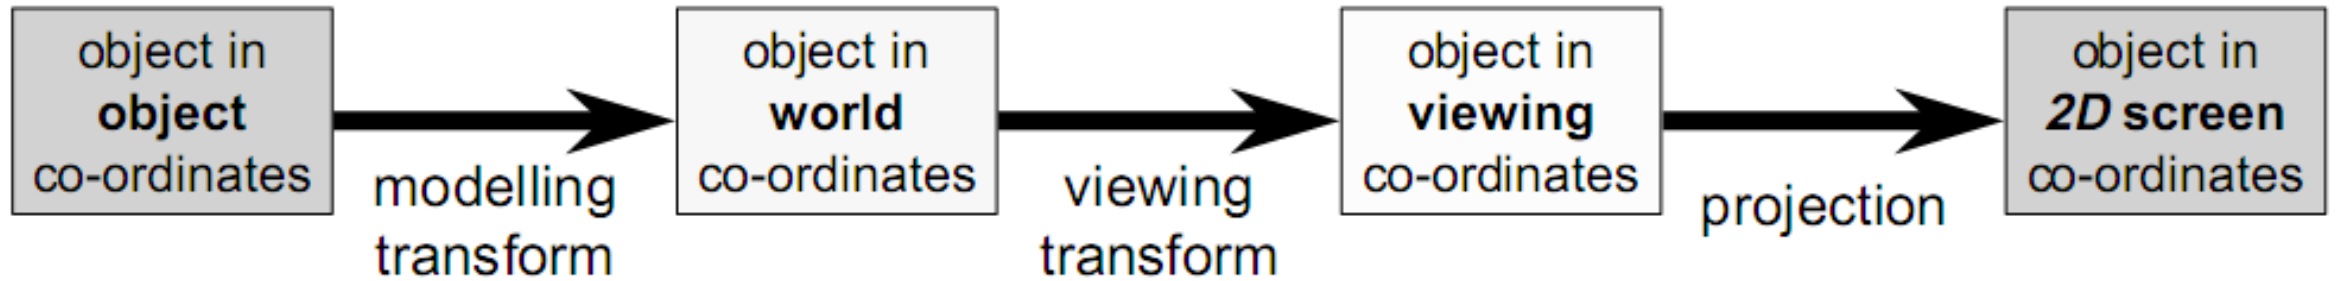 object in
object
co-ordinates
modelling
transform
object in
world
co-ordinates
viewing
transform
object in
viewing
co-ordinates
projection
object in
2D screen
co-ordinates